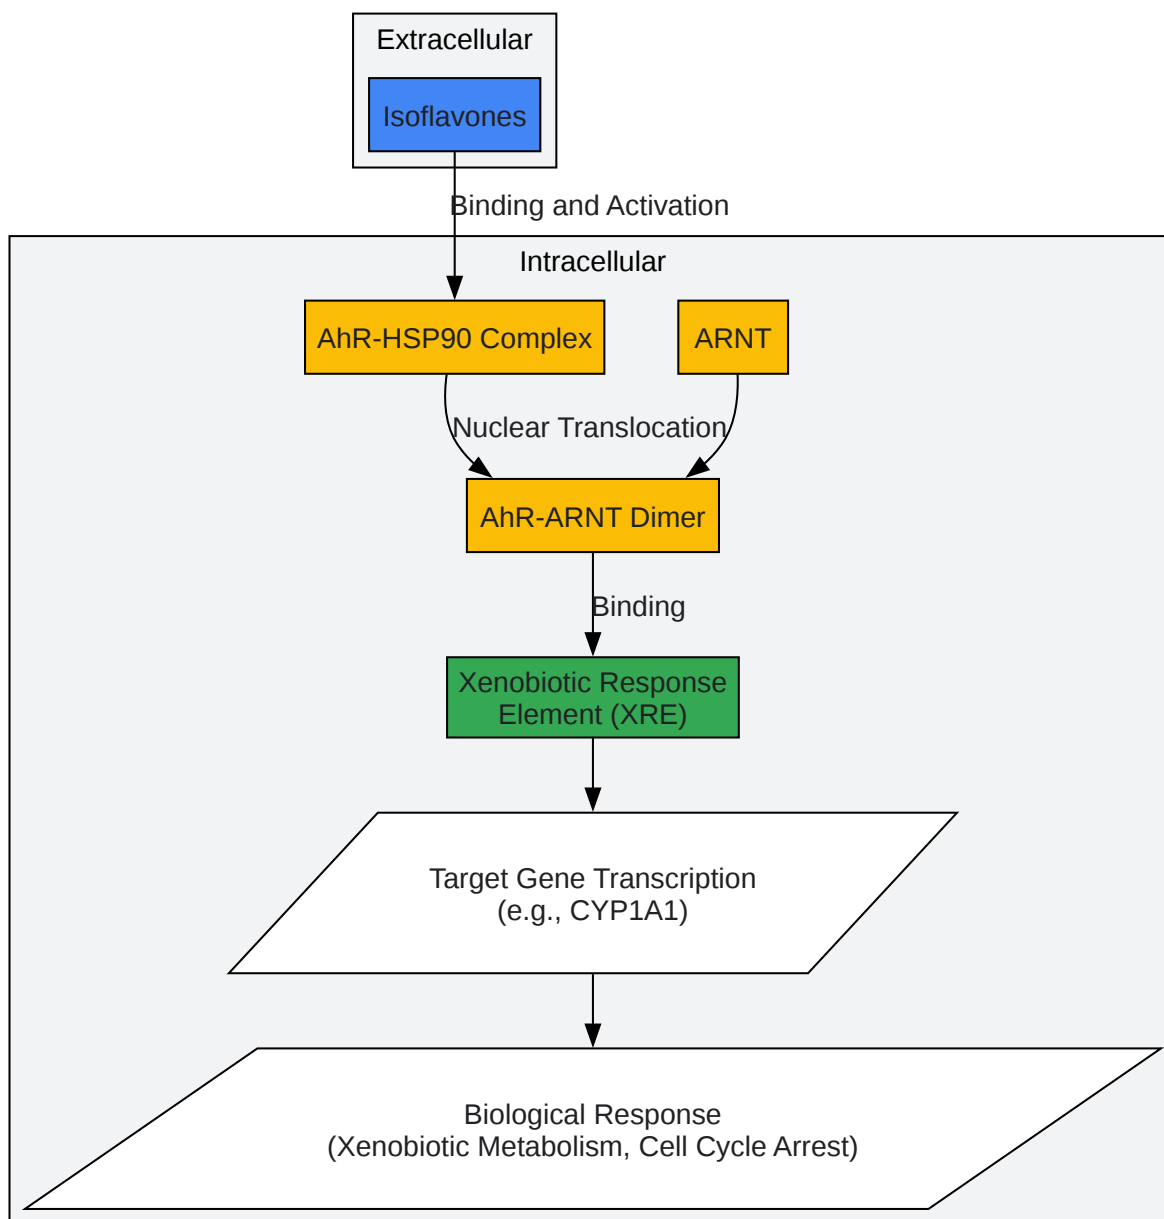 Extracellular
Isoflavones
Binding and Activation
Intracellular
AhR-HSP90 Complex
ARNT
Nuclear Translocation
AhR-ARNT Dimer
Binding
Xenobiotic Response
Element (XRE)
Target Gene Transcription
(e.g., CYP1A1)
Biological Response
(Xenobiotic Metabolism, Cell Cycle Arrest)